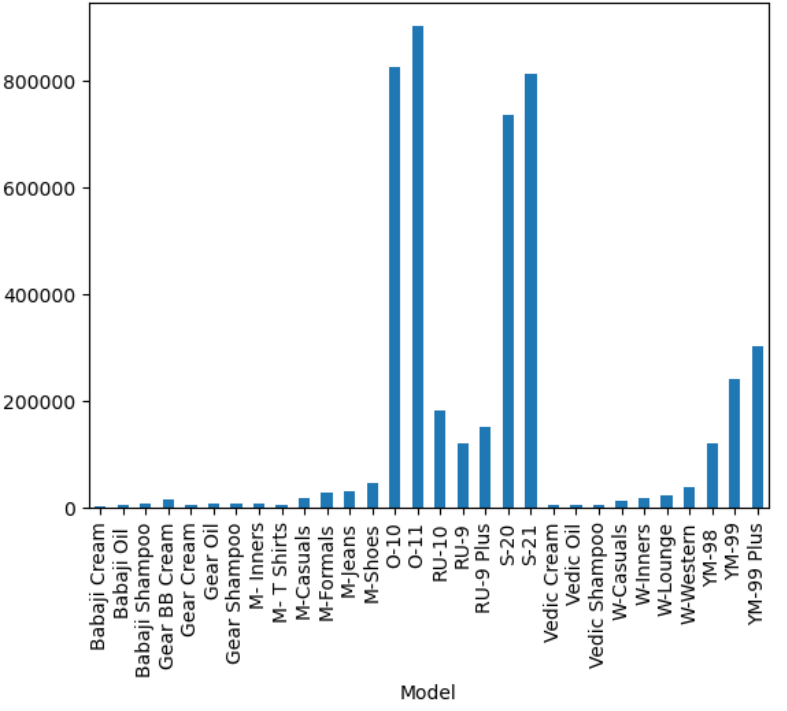 800000
600000
400000
200000
0
Babaji Cream
Babaji Oil
Babaji Shampoo
Gear BB Cream
Gear Cream
Gear Oil
Gear Shampoo
M- Inners
M- T Shirts
M-Casuals
M-Formals
M-Jeans
M-Shoes
O-10
O-11
RU-10
RU-9
RU-9 Plus
S-20
S-21
Vedic Cream
Vedic Oil
Vedic Shampoo
W-Casuals
W-Inners
W-Lounge
W-Western
YM-98
YM-99
YM-99 Plus
Model